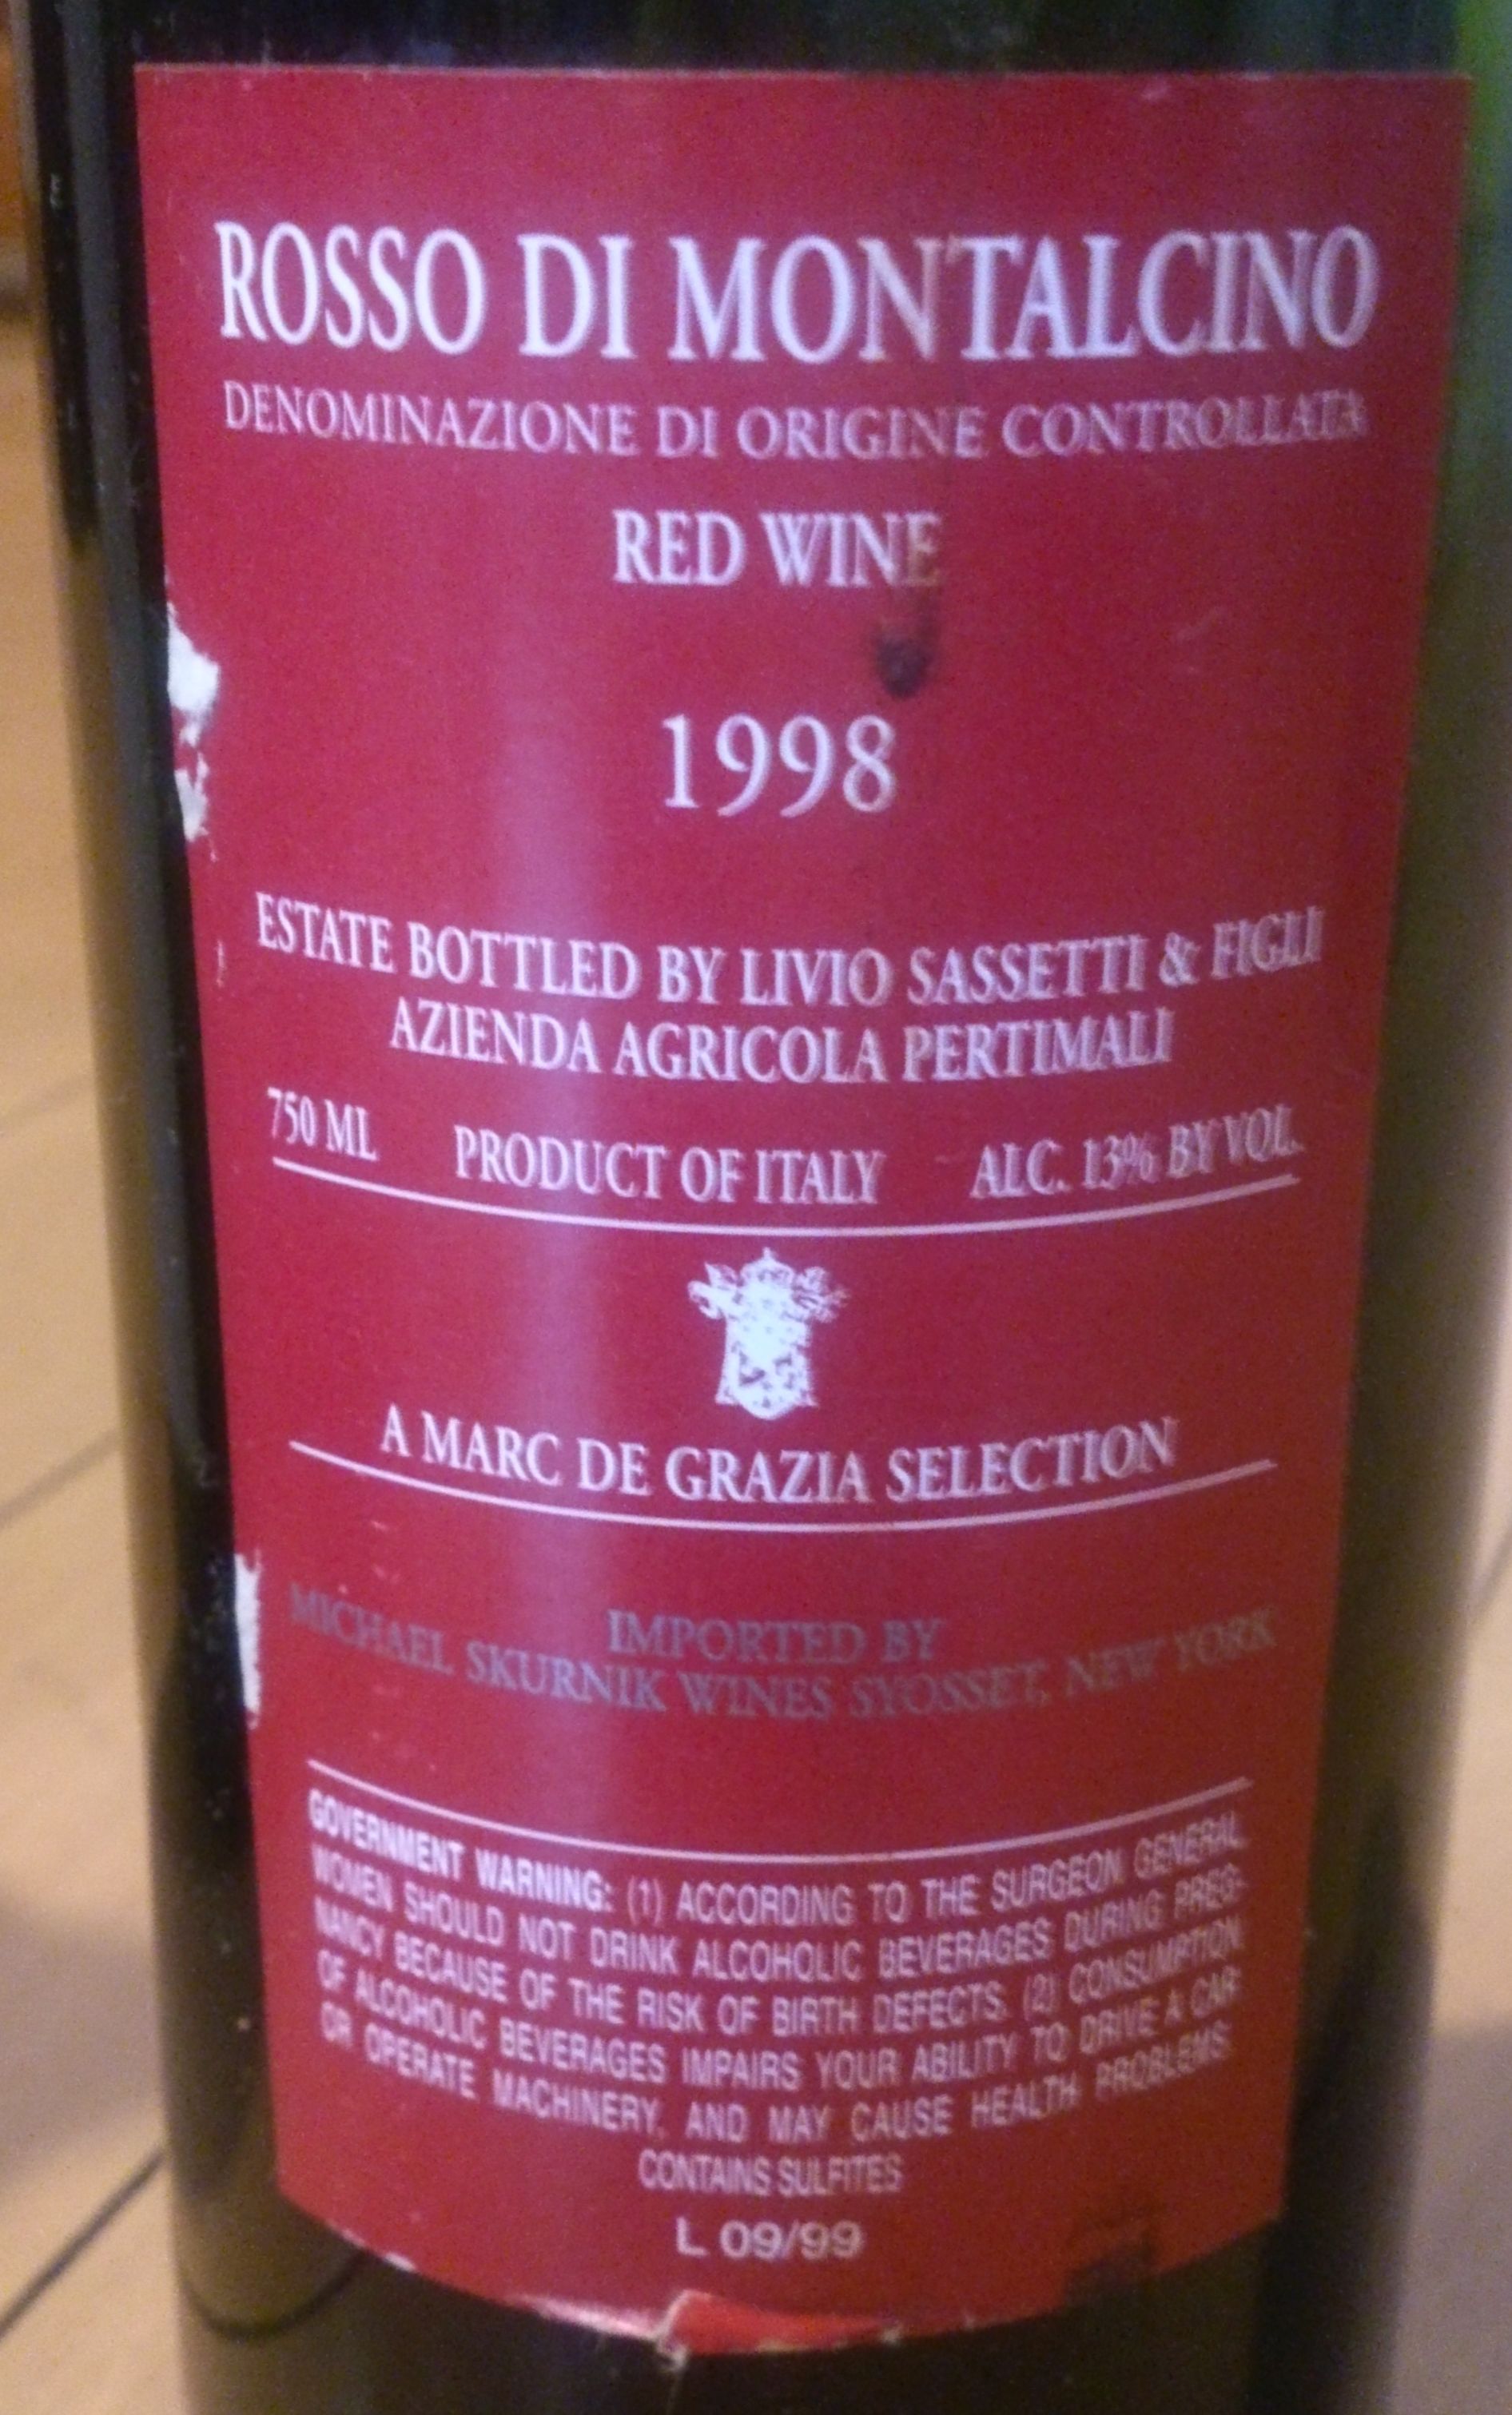 ROSSO DI MONTALCINO
DENOMINAZIONE DI ORIGINE CONTROLLATA
RED WINE
1998
ESTATE BOTTLED BY LIVIO SASSETTI & FIGLI
AZIENDA AGRICOLA PERTIMALI
750 ML PRODUCT OF ITALY ALC. 13% BY VOL.
A MARC DE GRAZIA SELECTION
IMPORTED BY
MICHAEL SKURNIK WINES SYOSSET, NEW YORK
GOVERNMENT WARNING: (1) ACCORDING TO THE SURGEON GENERAL,
WOMEN SHOULD NOT DRINK ALCOHOLIC BEVERAGES DURING PREG-
NANCY BECAUSE OF THE RISK OF BIRTH DEFECTS. (2) CONSUMPTION
OF ALCOHOLIC BEVERAGES IMPAIRS YOUR ABILITY TO DRIVE A CAR
OR OPERATE MACHINERY, AND MAY CAUSE HEALTH PROBLEMS.
CONTAINS SULFITES
L 09/99